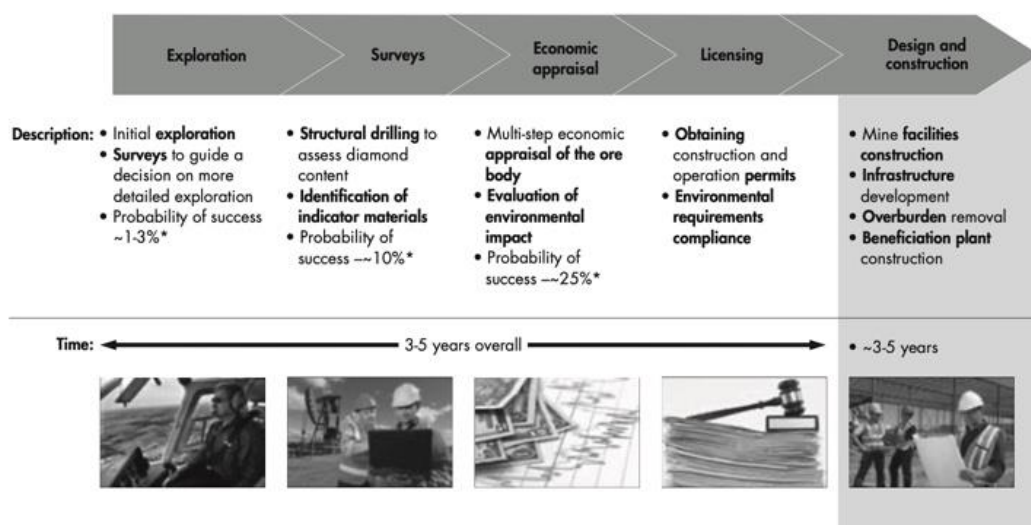 Exploration
Surveys
Economic
appraisal
Licensing
Design and
construction
Description:
• Initial exploration
• Surveys to guide a
decision on more
detailed exploration
• Probability of success
~1-3%*
• Structural drilling to
assess diamond
content
• Identification of
indicator materials
• Probability of
success –~10%*
• Multi-step economic
appraisal of the ore
body
• Evaluation of
environmental
impact
• Probability of
success –~25%*
• Obtaining
construction and
operation permits
• Environmental
requirements
compliance
• Mine facilities
construction
• Infrastructure
development
• Overburden removal
• Beneficiation plant
construction
Time:
3-5 years overall
• ~3-5 years